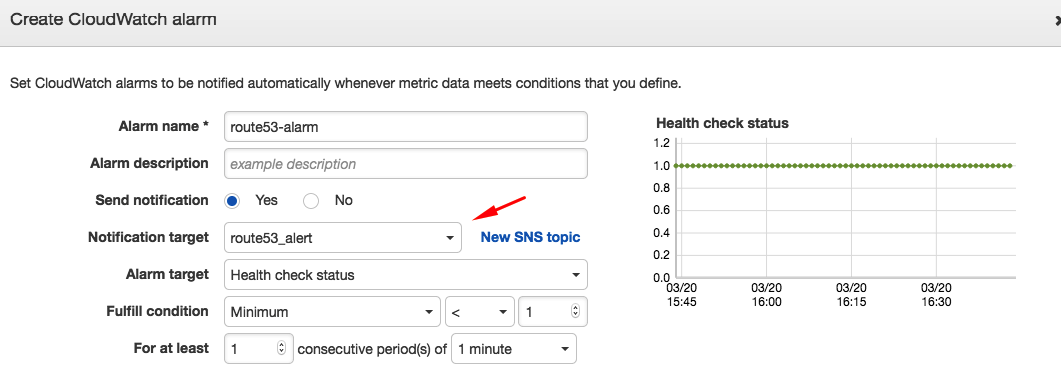 Create CloudWatch alarm
Set CloudWatch alarms to be notified automatically whenever metric data meets conditions that you define.
Alarm name * route53-alarm
Alarm description example description
Send notification Yes No
Notification target route53_alert New SNS topic
Alarm target Health check status
Fulfill condition Minimum < 1
For at least 1 consecutive period(s) of 1 minute
Health check status
1.2
1.0
0.8
0.6
0.4
0.2
0.0
03/20 03/20 03/20 03/20
15:45 16:00 16:15 16:30